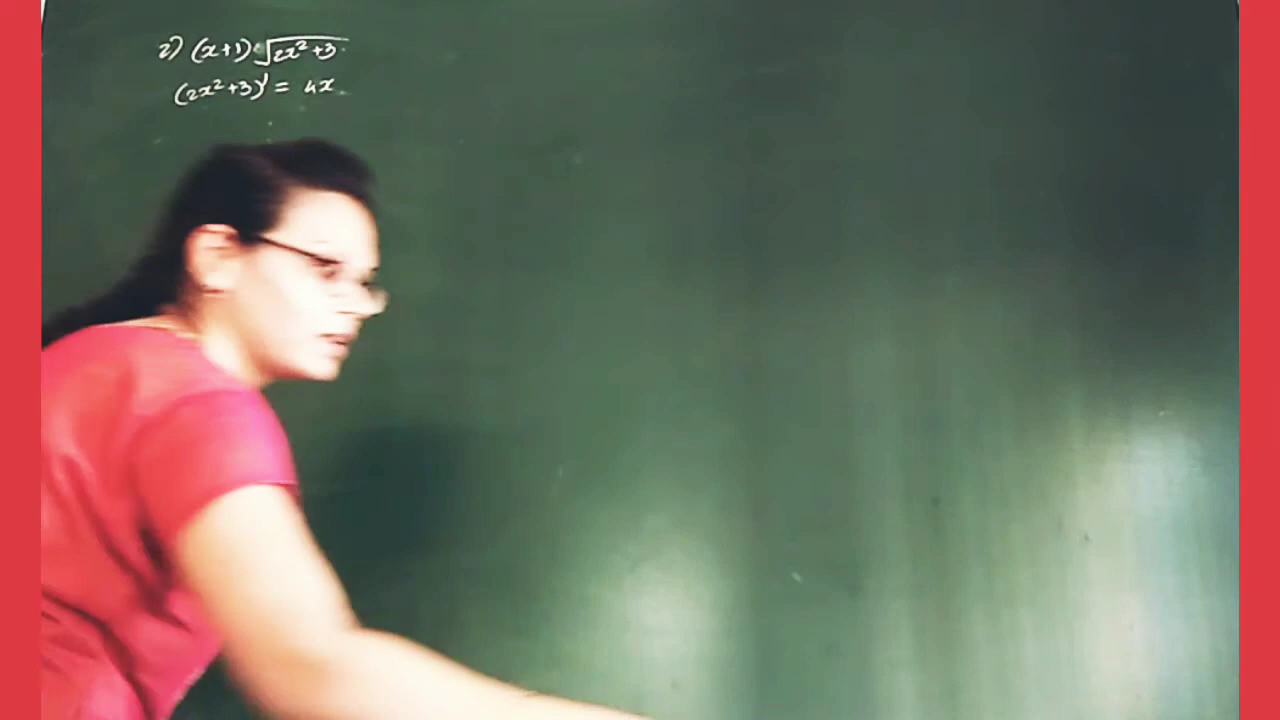 2) (x+1) √2x²+3
(2x²+3)' = 4x